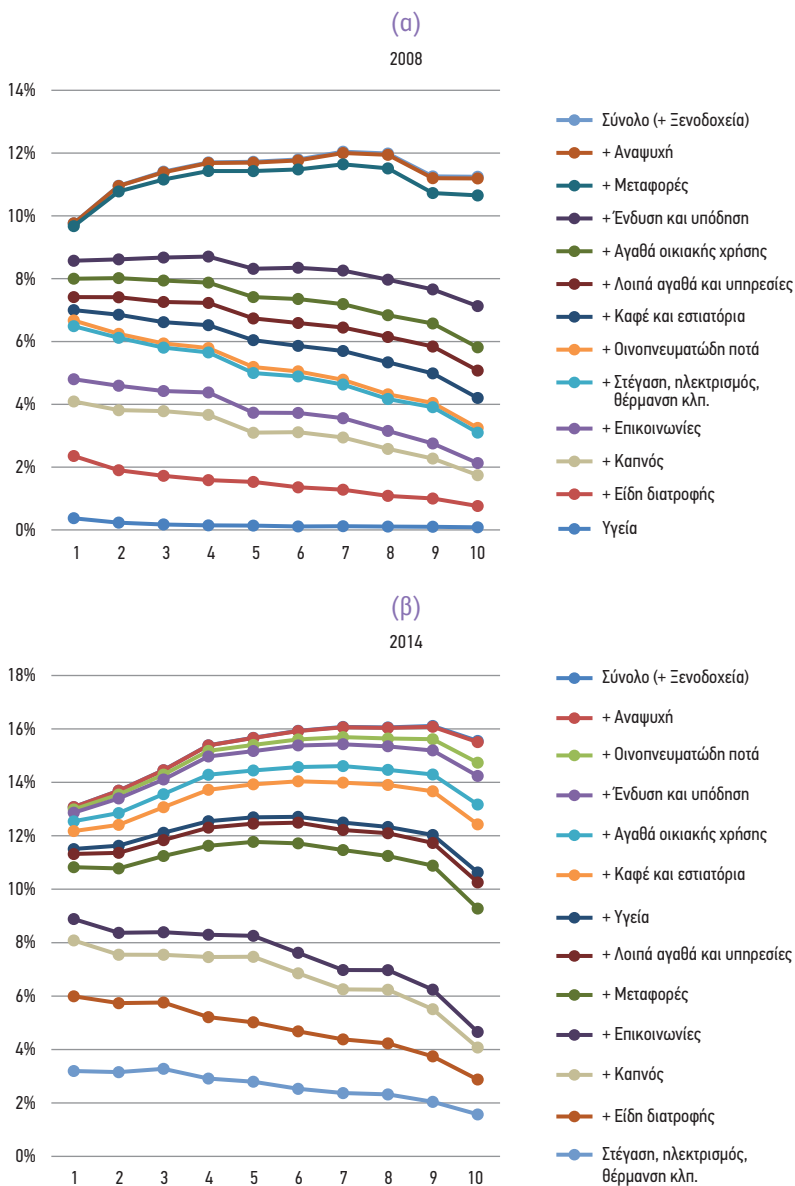 (α)
2008
14%
12%
10%
8%
6%
4%
2%
0%
1 2 3 4 5 6 7 8 9 10
Σύνολο (+ Ξενοδοχεία)
+ Αναψυχή
+ Μεταφορές
+ Ένδυση και υπόδηση
+ Αγαθά οικιακής χρήσης
+ Λοιπά αγαθά και υπηρεσίες
+ Καφέ και εστιατόρια
+ Οινοπνευματώδη ποτά
+ Στέγαση, ηλεκτρισμός,
θέρμανση κλπ.
+ Επικοινωνίες
+ Καπνός
+ Είδη διατροφής
Υγεία
(β)
2014
18%
16%
14%
12%
10%
8%
6%
4%
2%
0%
1 2 3 4 5 6 7 8 9 10
Σύνολο (+ Ξενοδοχεία)
+ Αναψυχή
+ Οινοπνευματώδη ποτά
+ Ένδυση και υπόδηση
+ Αγαθά οικιακής χρήσης
+ Καφέ και εστιατόρια
+ Υγεία
+ Λοιπά αγαθά και υπηρεσίες
+ Μεταφορές
+ Επικοινωνίες
+ Καπνός
+ Είδη διατροφής
Στέγαση, ηλεκτρισμός,
θέρμανση κλπ.